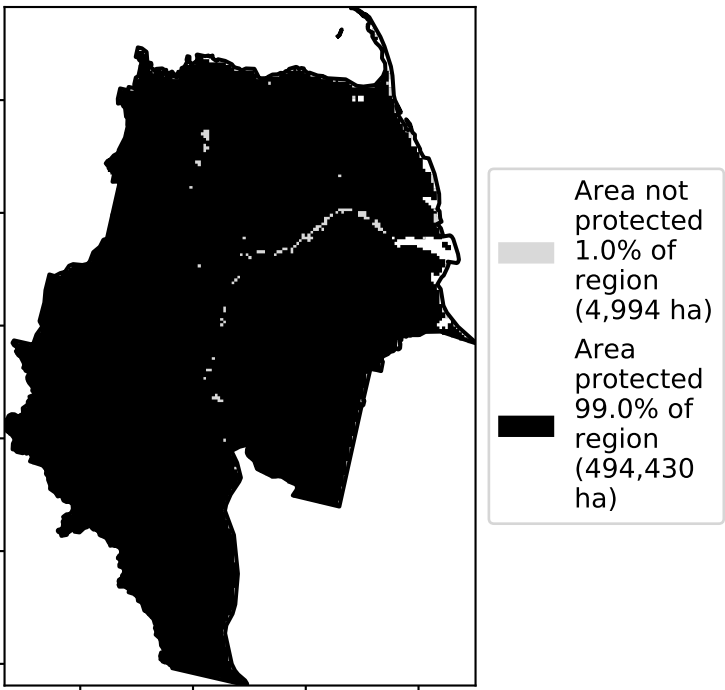 Area not
protected
1.0% of
region
(4,994 ha)
Area
protected
99.0% of
region
(494,430
ha)